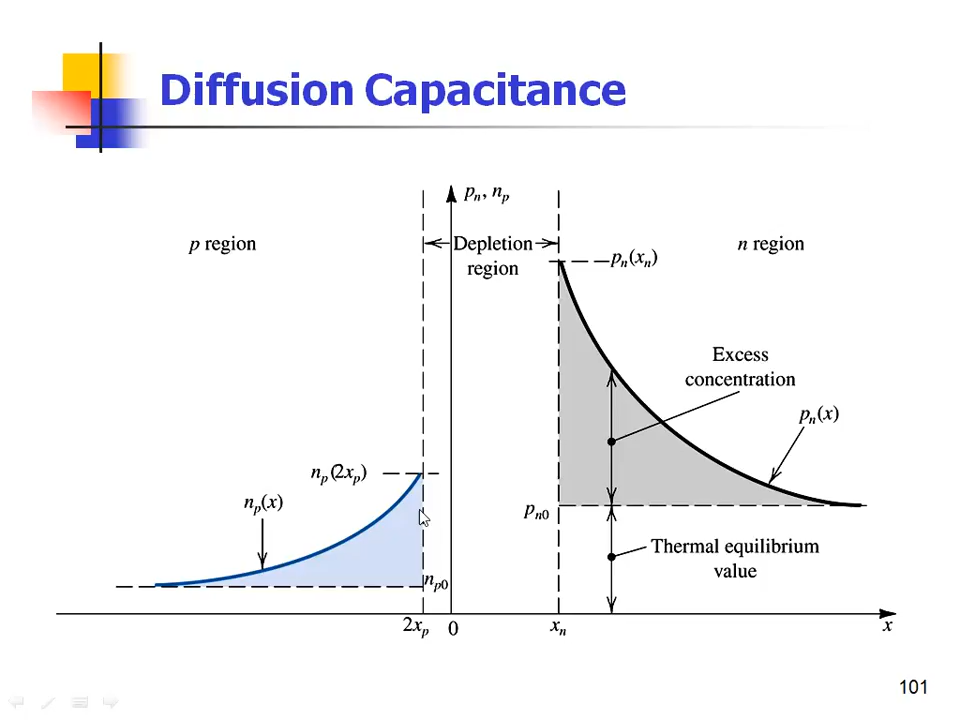 Diffusion Capacitance
pₙ, nₚ
p region
Depletion
region
n region
pₙ(xₙ)
Excess
concentration
pₙ(x)
nₚ(2xₚ)
nₚ(x)
pₙ₀
Thermal equilibrium
value
nₚ₀
2xₚ
0
xₙ
x
101